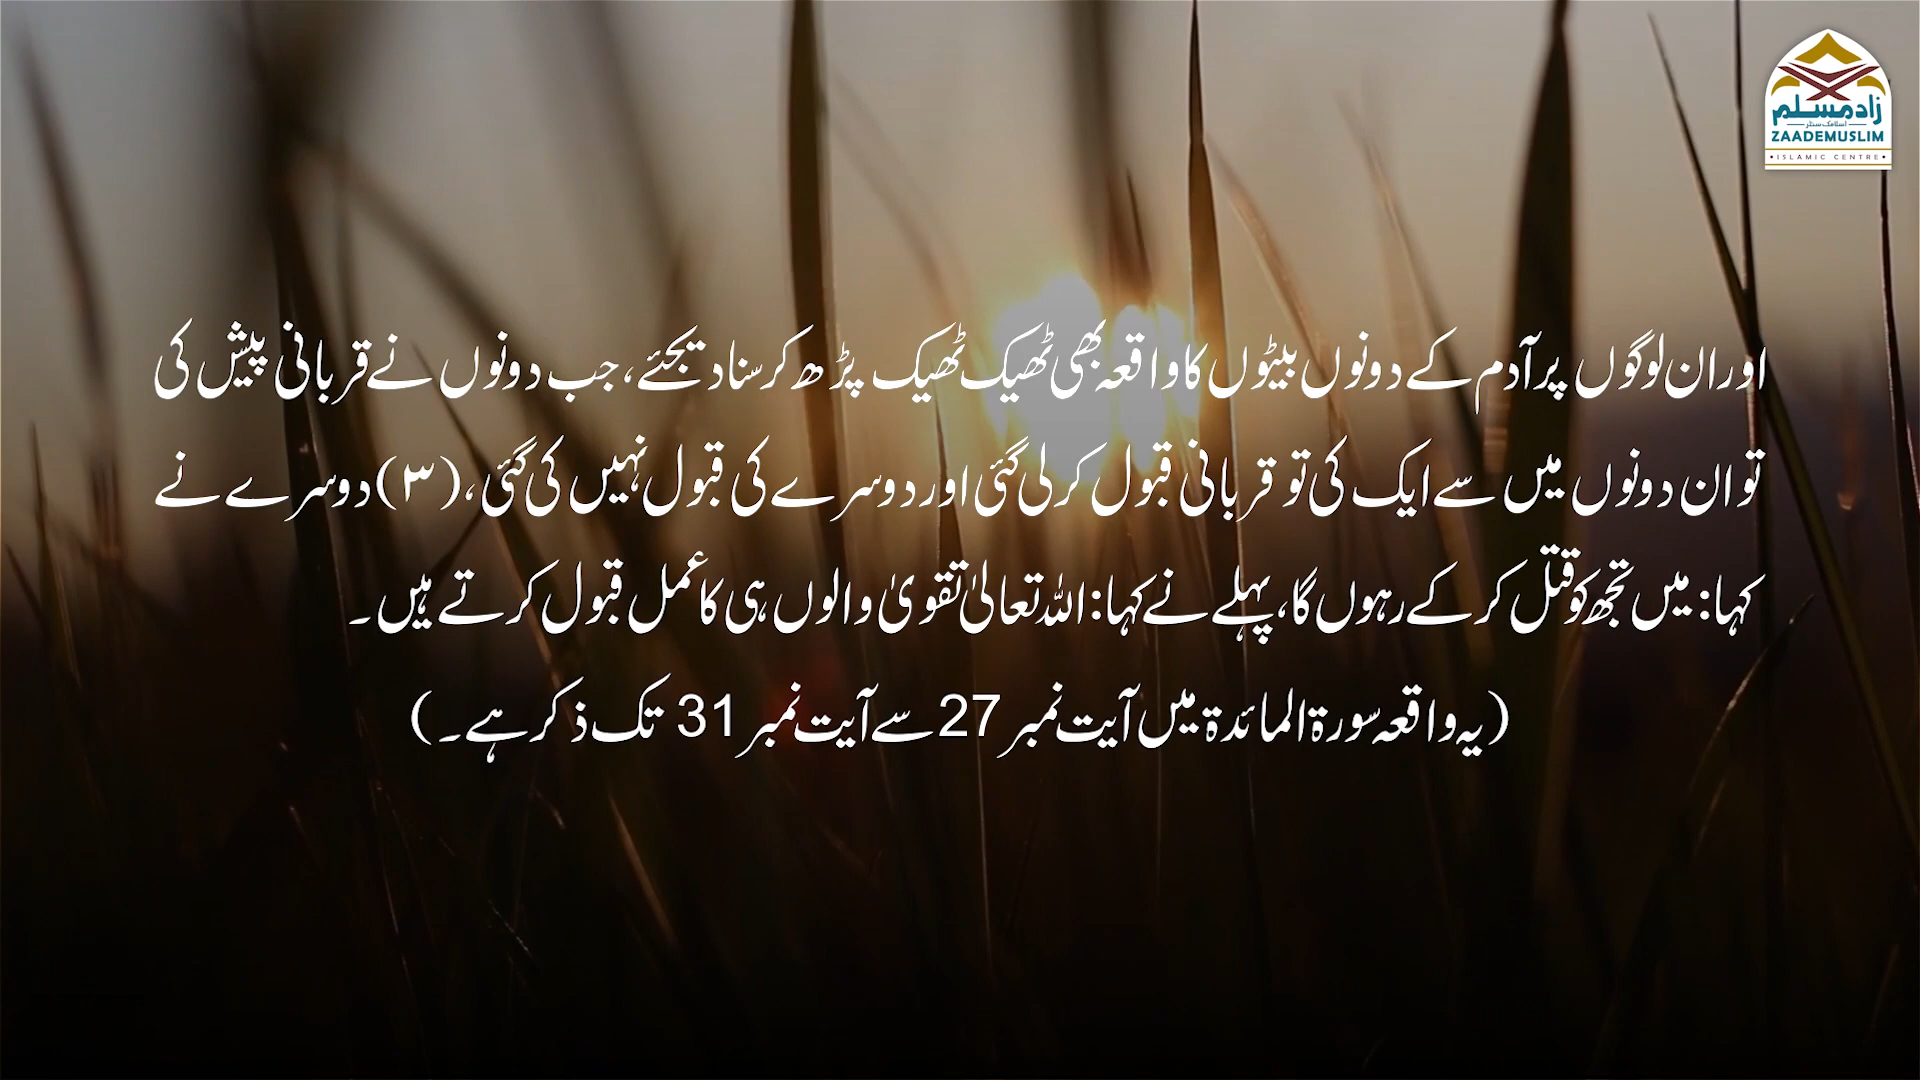 زاد مسلم
اسلامک سنٹر
ZAADEMUSLIM
• ISLAMIC CENTRE •
اور ان لوگوں پر آدم کے دونوں بیٹوں کا واقعہ بھی ٹھیک ٹھیک پڑھ کر سنا دیجئے، جب دونوں نے قربانی پیش کی
تو ان دونوں میں سے ایک کی تو قربانی قبول کر لی گئی اور دوسرے کی قبول نہیں کی گئی، (۳) دوسرے نے
کہا: میں تجھ کو قتل کر کے رہوں گا، پہلے نے کہا: اللہ تعالیٰ تقویٰ والوں ہی کا عمل قبول کرتے ہیں۔
(یہ واقعہ سورۃ المائدۃ میں آیت نمبر 27 سے آیت نمبر 31 تک ذکر ہے۔)